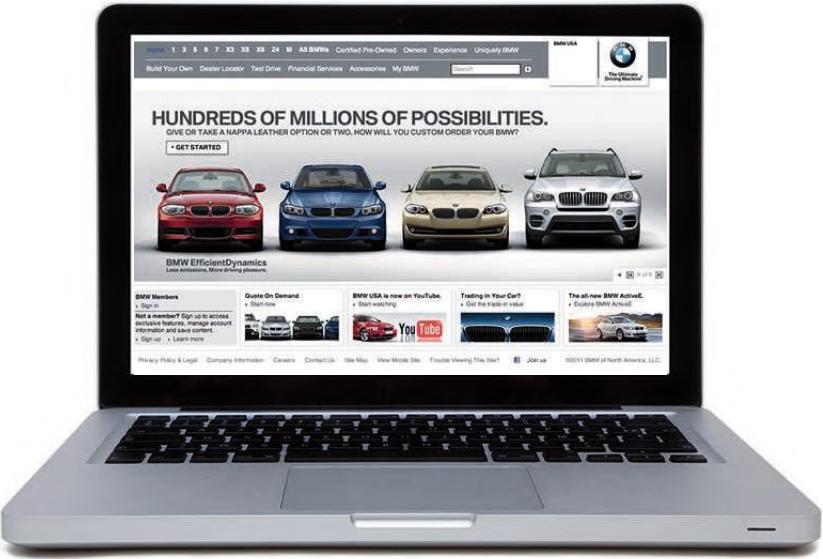 Home 1 3 5 6 7 X3 X5 X6 Z4 M All BMWs Certified Pre-Owned Owners Experience Uniquely BMW
BMW USA
Build Your Own Dealer Locator Test Drive Financial Services Accessories My BMW
Search
The Ultimate
Driving Machine®
HUNDREDS OF MILLIONS OF POSSIBILITIES.
GIVE OR TAKE A NAPPA LEATHER OPTION OR TWO. HOW WILL YOU CUSTOM ORDER YOUR BMW?
GET STARTED
BMW EfficientDynamics
Less emissions. More driving pleasure.
BMW Members
Sign in
Not a member? Sign up to access
exclusive features, manage account
information and save content.
Sign up Learn more
Quote On Demand
Start now
BMW USA is now on YouTube.
Start watching
YouTube
Trading In Your Car?
Get the trade-in value
The all-new BMW ActiveE.
Explore BMW ActiveE
Privacy Policy & Legal Company Information Careers Contact Us Site Map View Mobile Site Trouble Viewing This Site? Join us ©2011 BMW of North America, LLC.